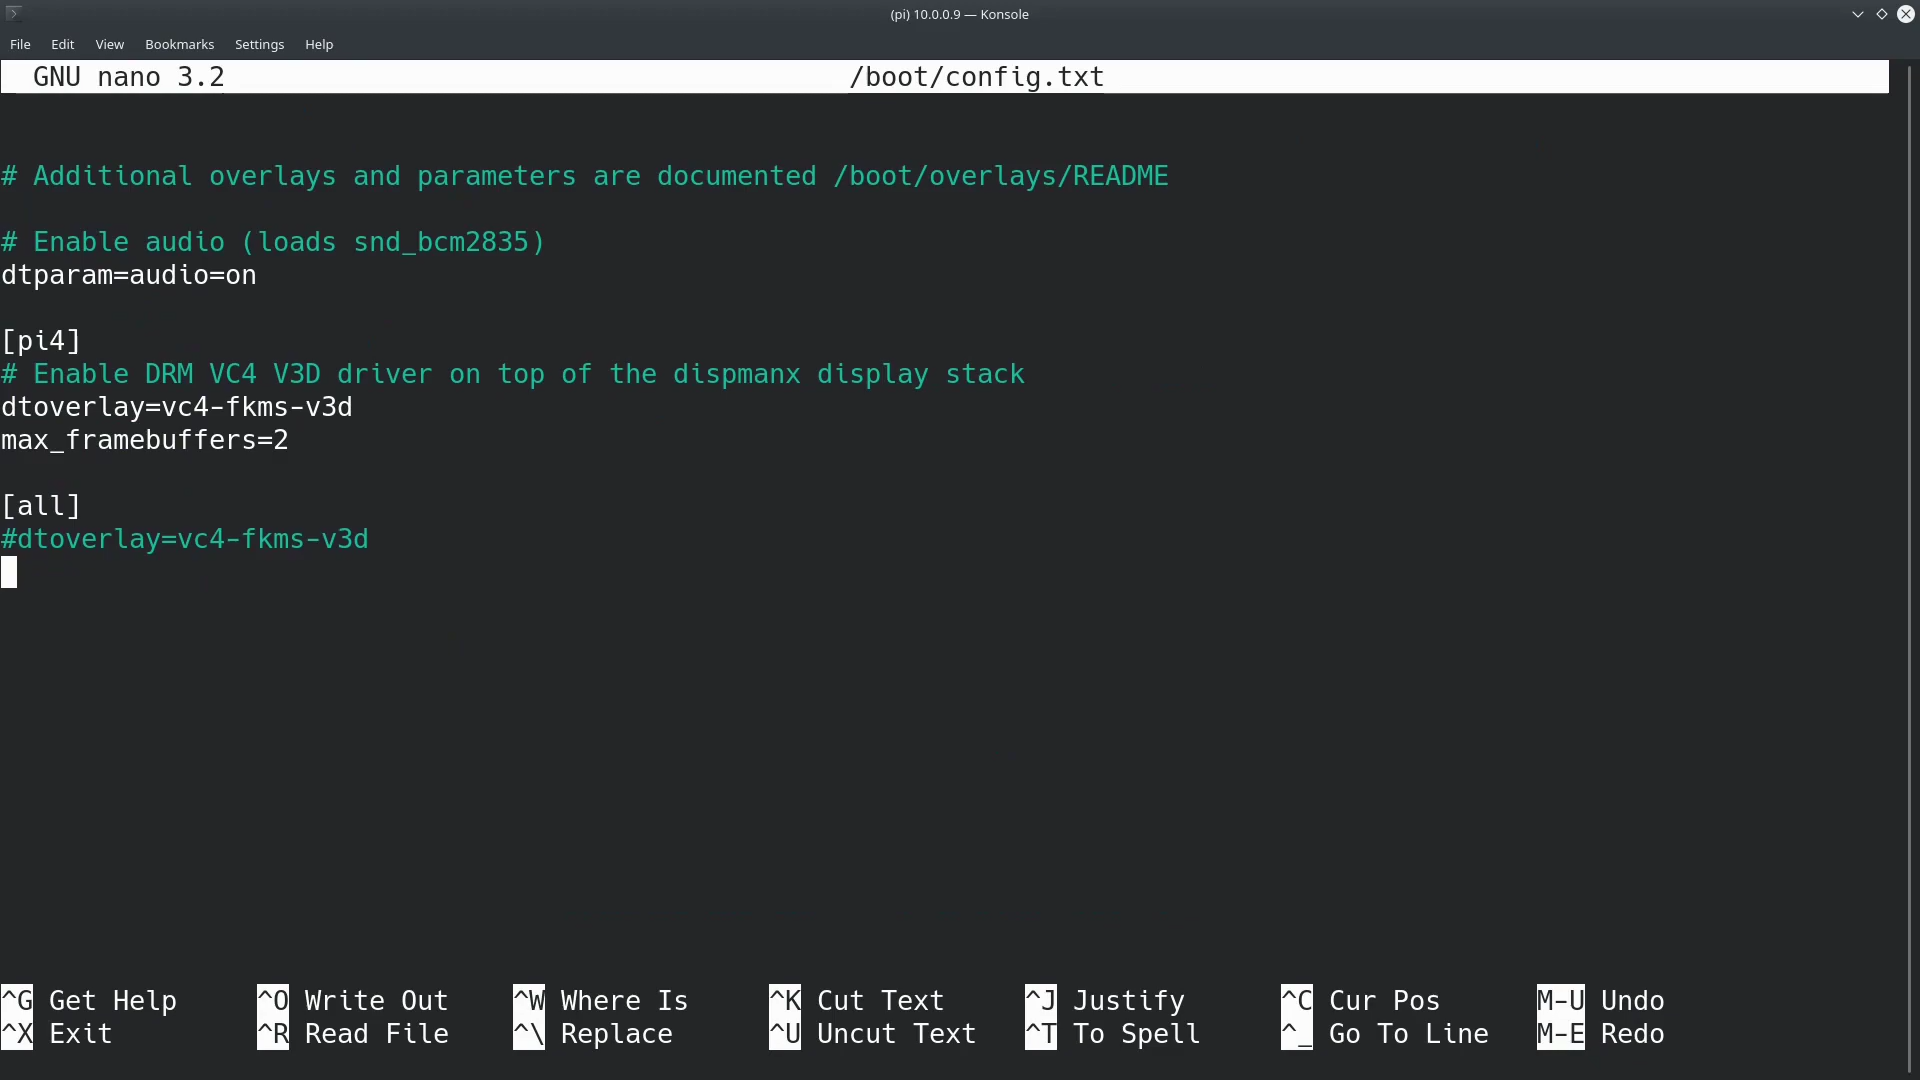 (pi) 10.0.0.9 — Konsole
File Edit View Bookmarks Settings Help
GNU nano 3.2 /boot/config.txt
# Additional overlays and parameters are documented /boot/overlays/README
# Enable audio (loads snd_bcm2835)
dtparam=audio=on
[pi4]
# Enable DRM VC4 V3D driver on top of the dispmanx display stack
dtoverlay=vc4-fkms-v3d
max_framebuffers=2
[all]
#dtoverlay=vc4-fkms-v3d
^G Get Help ^O Write Out ^W Where Is ^K Cut Text ^J Justify ^C Cur Pos M-U Undo
^X Exit ^R Read File ^\ Replace ^U Uncut Text ^T To Spell ^_ Go To Line M-E Redo